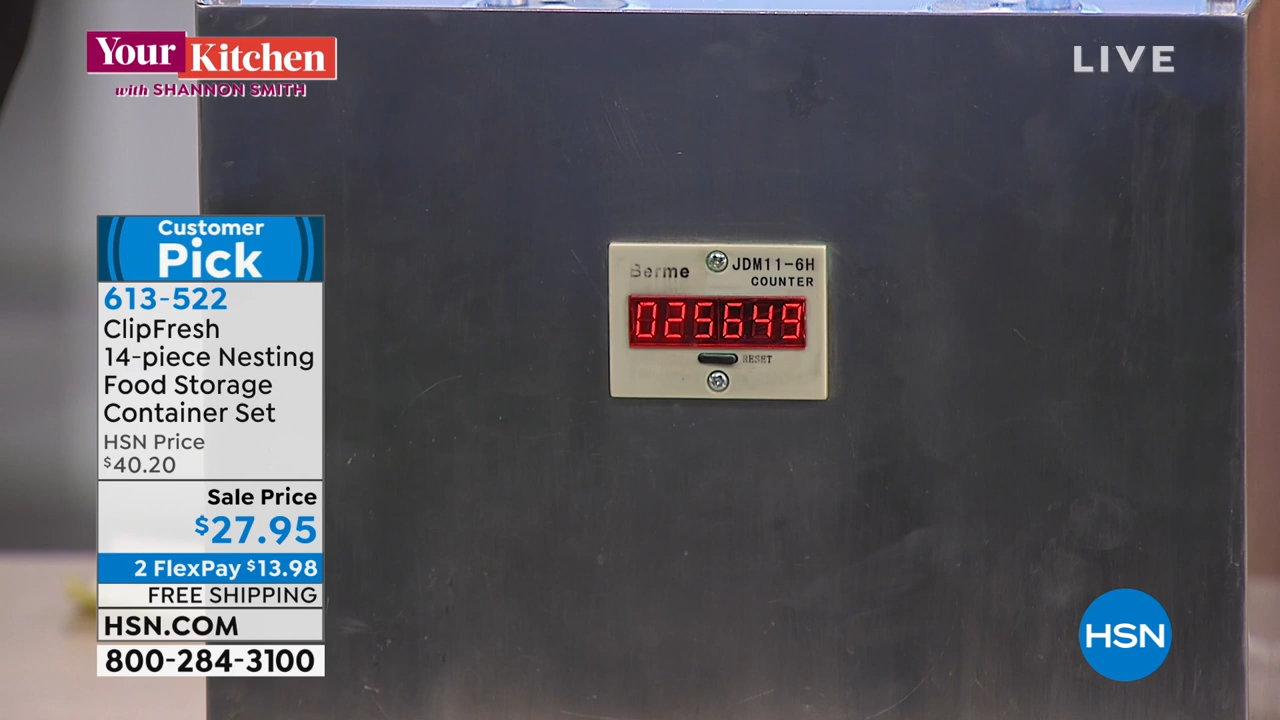 Your Kitchen
with SHANNON SMITH
LIVE
Customer
Pick
613-522
ClipFresh
14-piece Nesting
Food Storage
Container Set
HSN Price
$40.20
Sale Price
$27.95
2 FlexPay $13.98
FREE SHIPPING
HSN.COM
800-284-3100
Berme JDM11-6H
COUNTER
025649
RESET
HSN